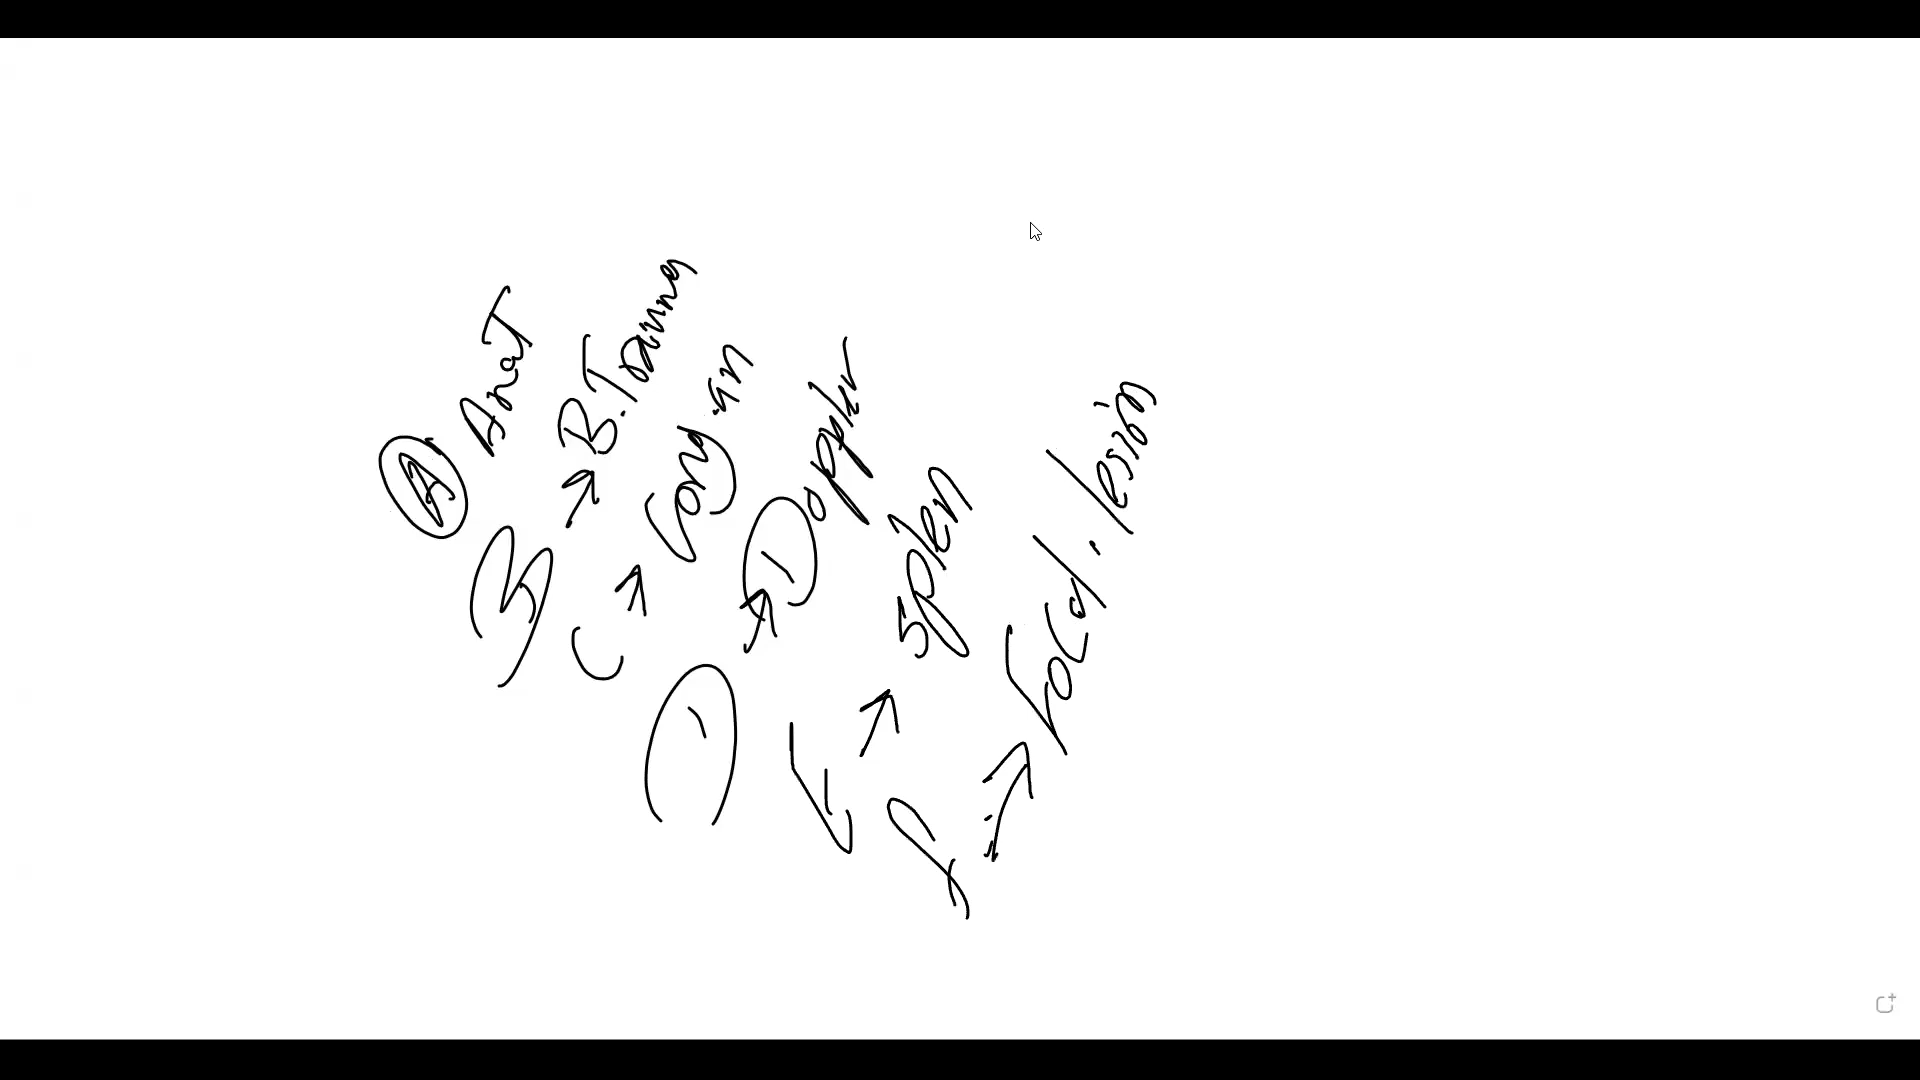 A Anat
B → B. Trauma
C → Cong. an
D → Doppler
E → Splen
F → Focal. lesion